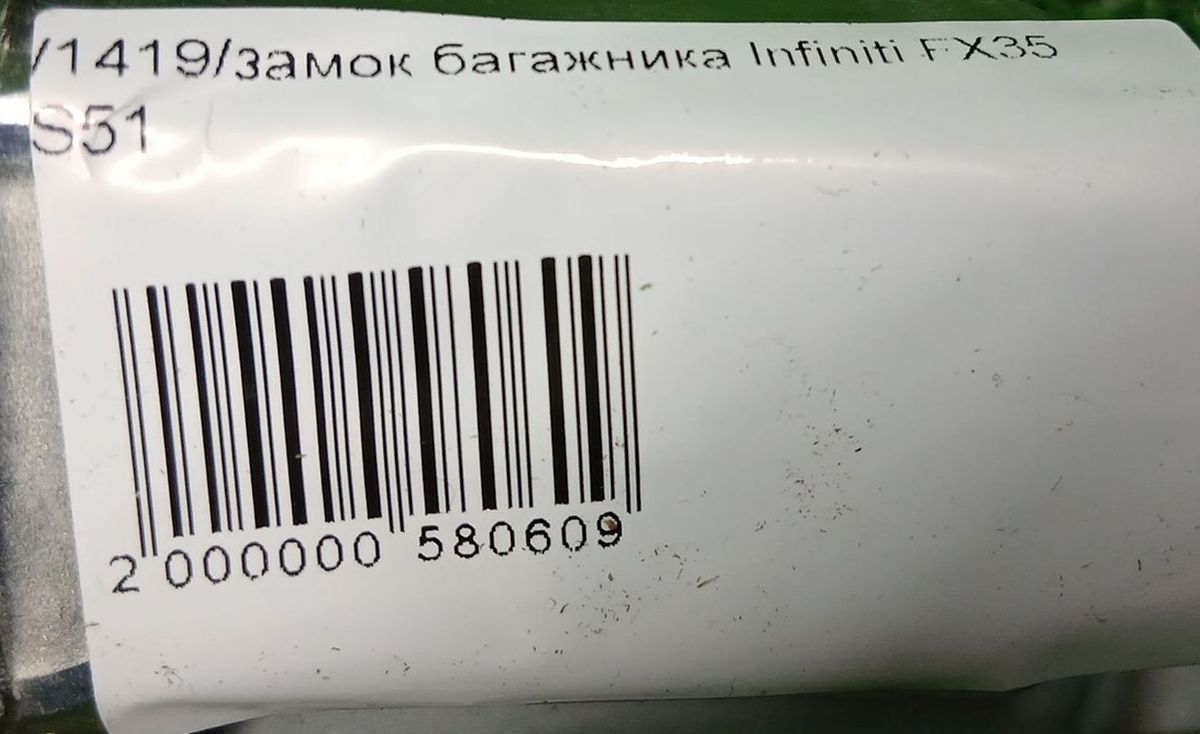 /1419/замок багажника Infiniti FX35
S51
2 000000 580609